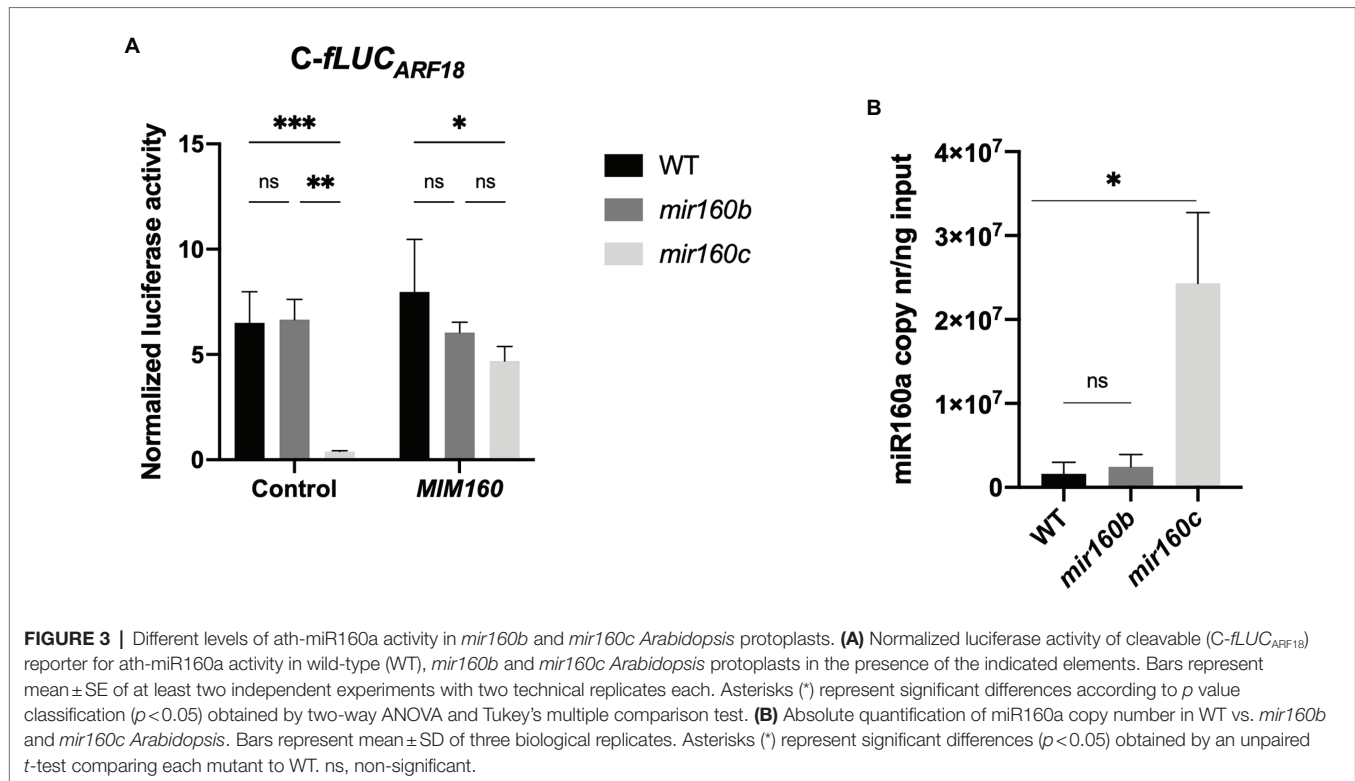 A
C-fLUC_ARF18
Normalized luciferase activity
15
10
5
0
***
*
ns
**
ns
ns
Control
MIM160
WT
mir160b
mir160c
B
miR160a copy nr/ng input
4×10⁷
3×10⁷
2×10⁷
1×10⁷
0
*
ns
WT
mir160b
mir160c
FIGURE 3 | Different levels of ath-miR160a activity in mir160b and mir160c Arabidopsis protoplasts. (A) Normalized luciferase activity of cleavable (C-fLUC_ARF18)
reporter for ath-miR160a activity in wild-type (WT), mir160b and mir160c Arabidopsis protoplasts in the presence of the indicated elements. Bars represent
mean ± SE of at least two independent experiments with two technical replicates each. Asterisks (*) represent significant differences according to p value
classification (p < 0.05) obtained by two-way ANOVA and Tukey's multiple comparison test. (B) Absolute quantification of miR160a copy number in WT vs. mir160b
and mir160c Arabidopsis. Bars represent mean ± SD of three biological replicates. Asterisks (*) represent significant differences (p < 0.05) obtained by an unpaired
t-test comparing each mutant to WT. ns, non-significant.